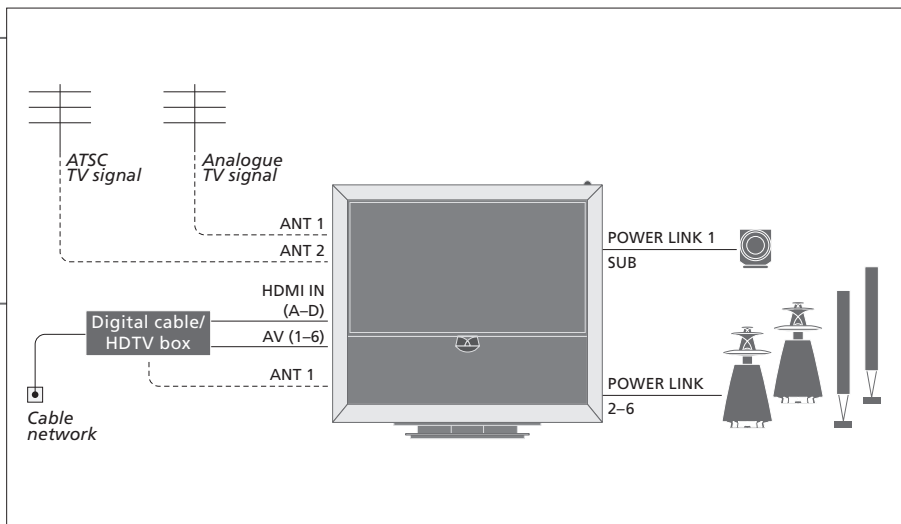 ATSC
TV signal
Analogue
TV signal
ANT 1
ANT 2
HDMI IN
(A–D)
Digital cable/
HDTV box
AV (1–6)
ANT 1
Cable
network
POWER LINK 1
SUB
POWER LINK
2–6